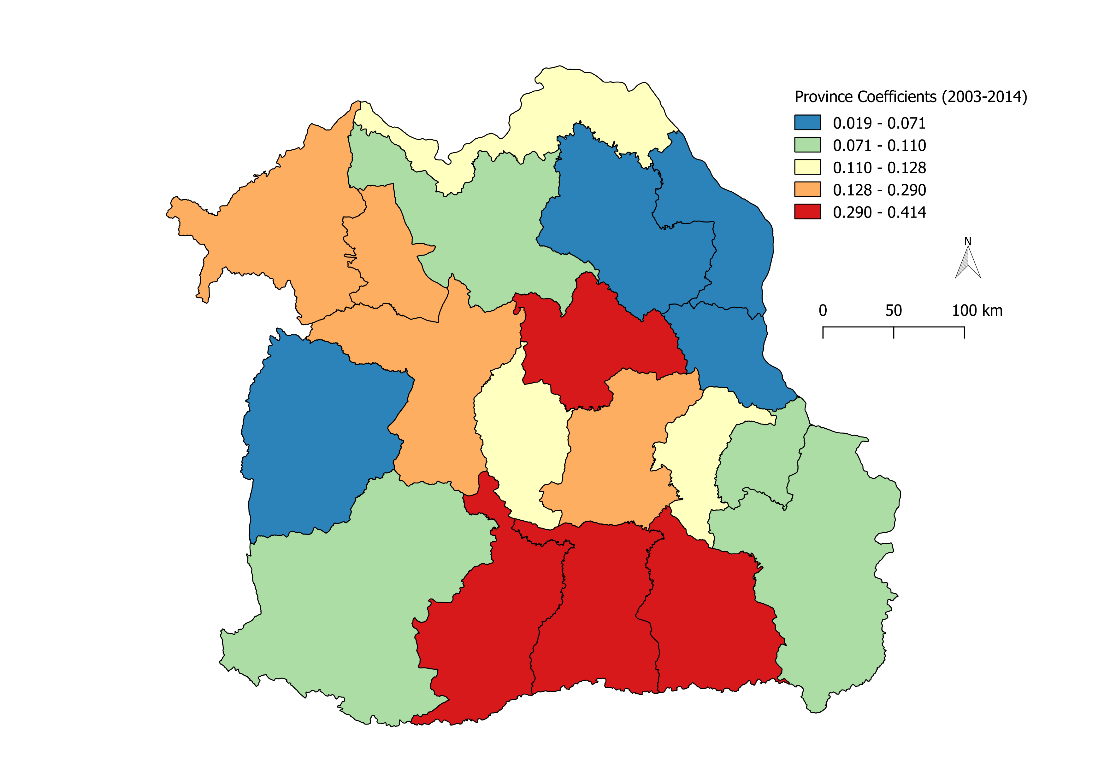 Province Coefficients (2003-2014)
0.019 - 0.071
0.071 - 0.110
0.110 - 0.128
0.128 - 0.290
0.290 - 0.414
N
0 50 100 km